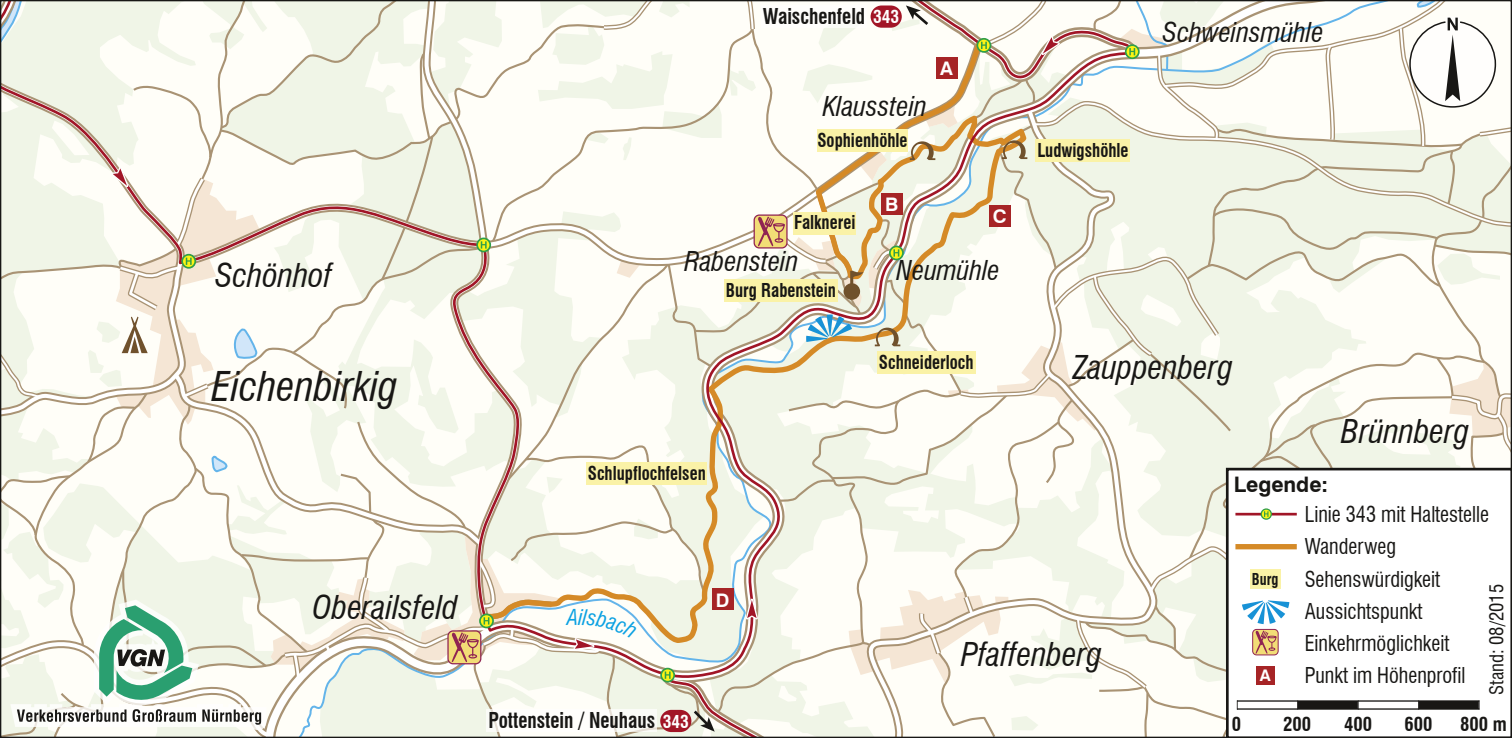 Waischenfeld 343
Schweinsmühle
N
A
Klausstein
Sophienhöhle
Ludwigshöhle
B
C
Falknerei
Rabenstein
Neumühle
Burg Rabenstein
Schönhof
Schneiderloch
Zauppenberg
Eichenbirkig
Brünnberg
Schlupflochfelsen
Legende:
H Linie 343 mit Haltestelle
Wanderweg
Burg Sehenswürdigkeit
Aussichtspunkt
Einkehrmöglichkeit
A Punkt im Höhenprofil
0 200 400 600 800 m
Stand: 08/2015
D
Oberailsfeld
Ailsbach
Pfaffenberg
VGN
Verkehrsverbund Großraum Nürnberg
Pottenstein / Neuhaus 343
H
H
H
H
H
H
H